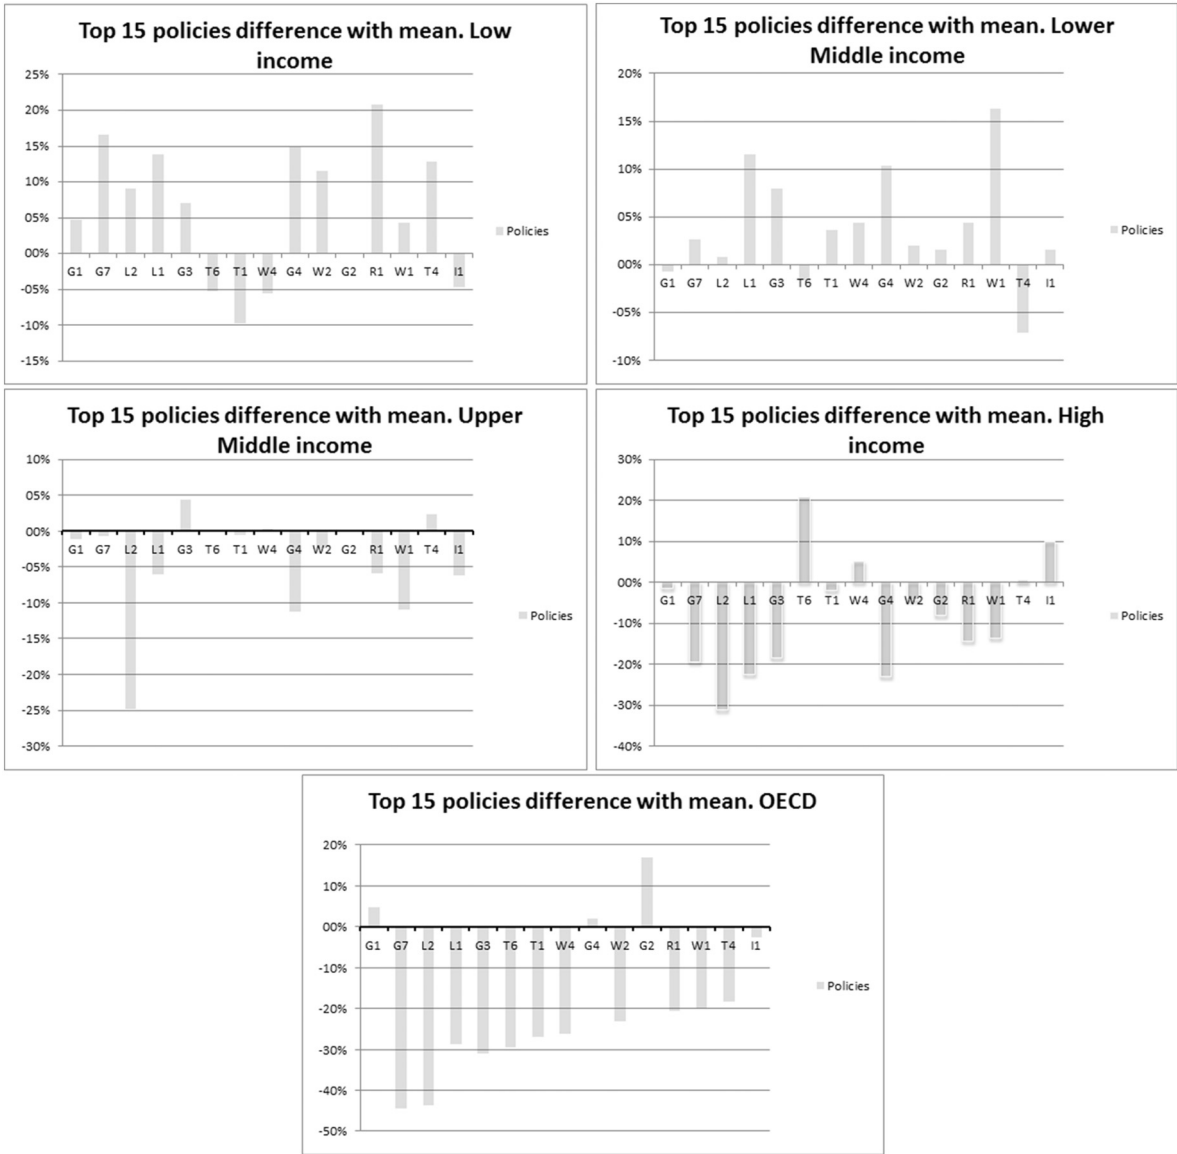 Top 15 policies difference with mean. Low
income
25%
20%
15%
10%
05%
00%
-05%
-10%
-15%
G1 G7 L2 L1 G3 T6 T1 W4 G4 W2 G2 R1 W1 T4 I1
Policies
Top 15 policies difference with mean. Lower
Middle income
20%
15%
10%
05%
00%
-05%
-10%
G1 G7 L2 L1 G3 T6 T1 W4 G4 W2 G2 R1 W1 T4 I1
Policies
Top 15 policies difference with mean. Upper
Middle income
10%
05%
00%
-05%
-10%
-15%
-20%
-25%
-30%
G1 G7 L2 L1 G3 T6 T1 W4 G4 W2 G2 R1 W1 T4 I1
Policies
Top 15 policies difference with mean. High
income
30%
20%
10%
00%
-10%
-20%
-30%
-40%
G1 G7 L2 L1 G3 T6 T1 W4 G4 W2 G2 R1 W1 T4 I1
Policies
Top 15 policies difference with mean. OECD
20%
10%
00%
-10%
-20%
-30%
-40%
-50%
G1 G7 L2 L1 G3 T6 T1 W4 G4 W2 G2 R1 W1 T4 I1
Policies